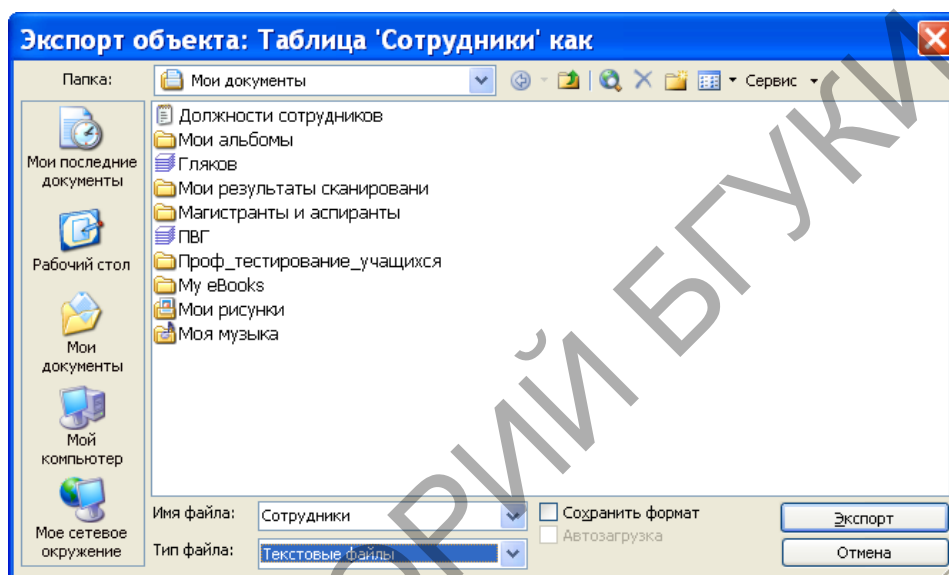 Экспорт объекта: Таблица 'Сотрудники' как
Папка:
Мои документы
Сервис
Мои последние
документы
Рабочий стол
Мои
документы
Мой
компьютер
Мое сетевое
окружение
Должности сотрудников
Мои альбомы
Гляков
Мои результаты сканировани
Магистранты и аспиранты
ПВГ
Проф_тестирование_учащихся
My eBooks
Мои рисунки
Моя музыка
Имя файла:
Сотрудники
Тип файла:
Текстовые файлы
Сохранить формат
Автозагрузка
Экспорт
Отмена
ОРИЙ БГУКИ